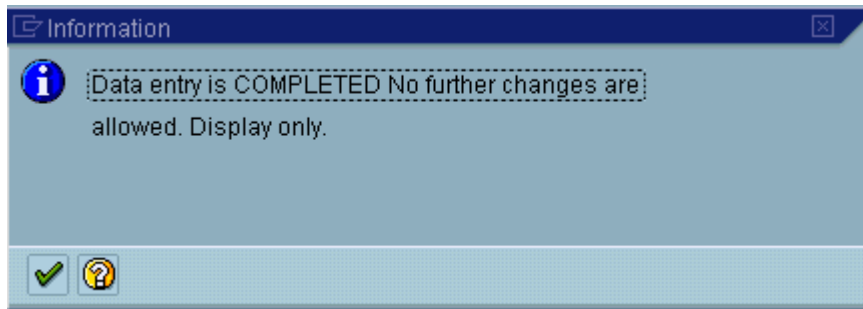 Information
Data entry is COMPLETED No further changes are
allowed. Display only.